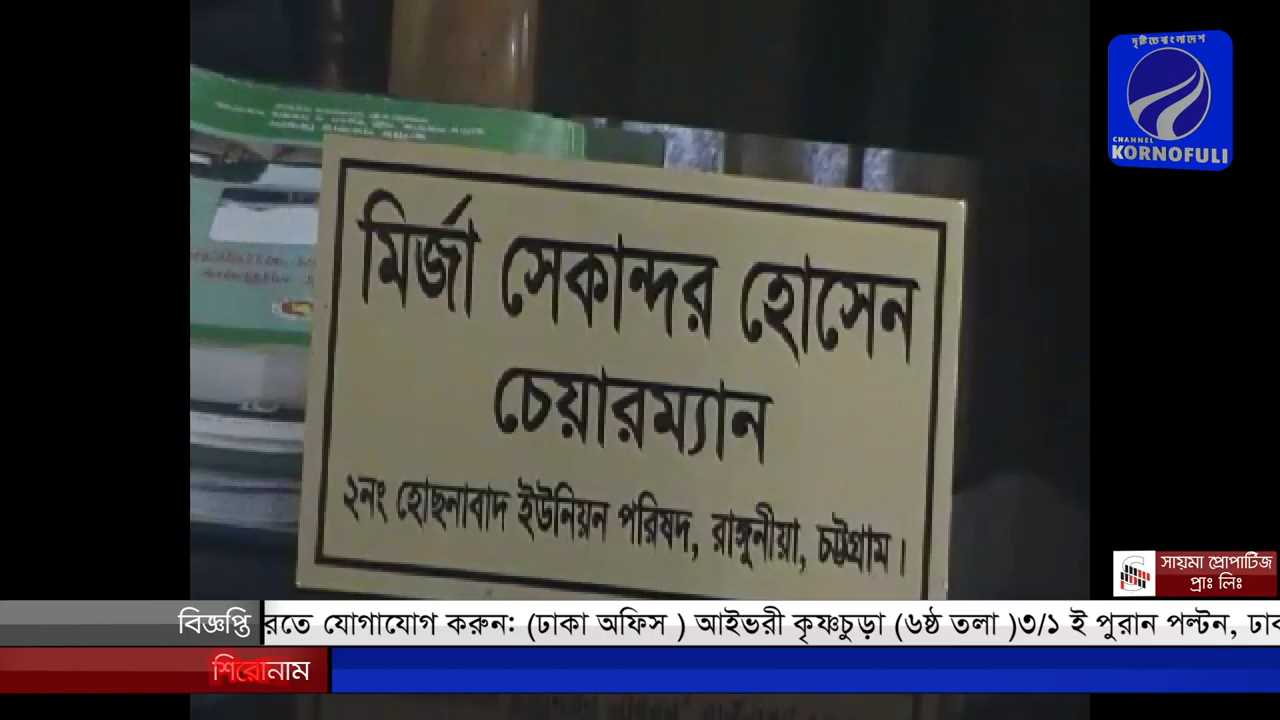 দৃষ্টিতে বাংলাদেশ
CHANNEL
KORNOFULI
মির্জা সেকান্দর হোসেন
চেয়ারম্যান
২নং হোছনাবাদ ইউনিয়ন পরিষদ, রাঙ্গুনীয়া, চট্টগ্রাম।
সায়মা প্রোপার্টিজ
প্রাঃ লিঃ
বিজ্ঞপ্তি
রতে যোগাযোগ করুন: (ঢাকা অফিস ) আইভরী কৃষ্ণচুড়া (৬ষ্ঠ তলা )৩/১ ই পুরান পল্টন, ঢাক
শিরোনাম